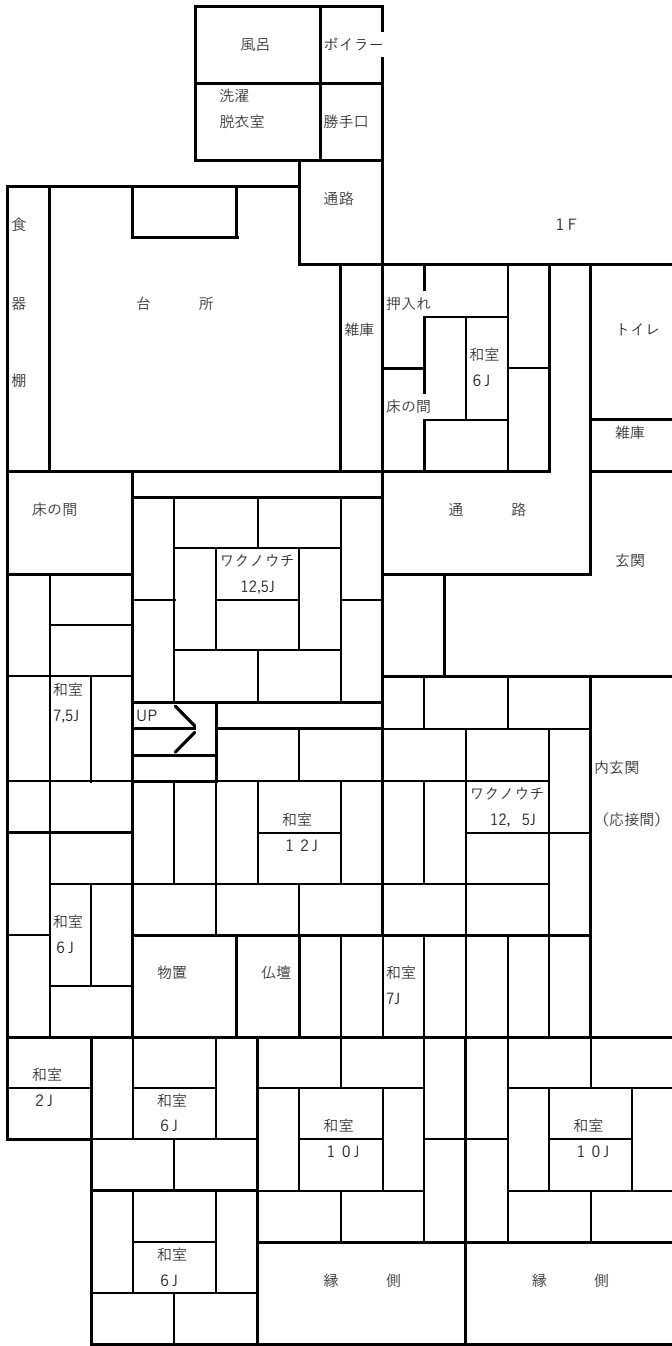 風呂
ボイラー
洗濯
脱衣室
勝手口
通路
1F
食
器
棚
台　　所
雑庫
押入れ
和室
6J
床の間
トイレ
雑庫
床の間
通　　路
玄関
ワクノウチ
12,5J
和室
7,5J
UP
内玄関
(応接間)
ワクノウチ
12, 5J
和室
12J
和室
6J
物置
仏壇
和室
7J
和室
2J
和室
6J
和室
10J
和室
10J
和室
6J
縁　　側
縁　　側